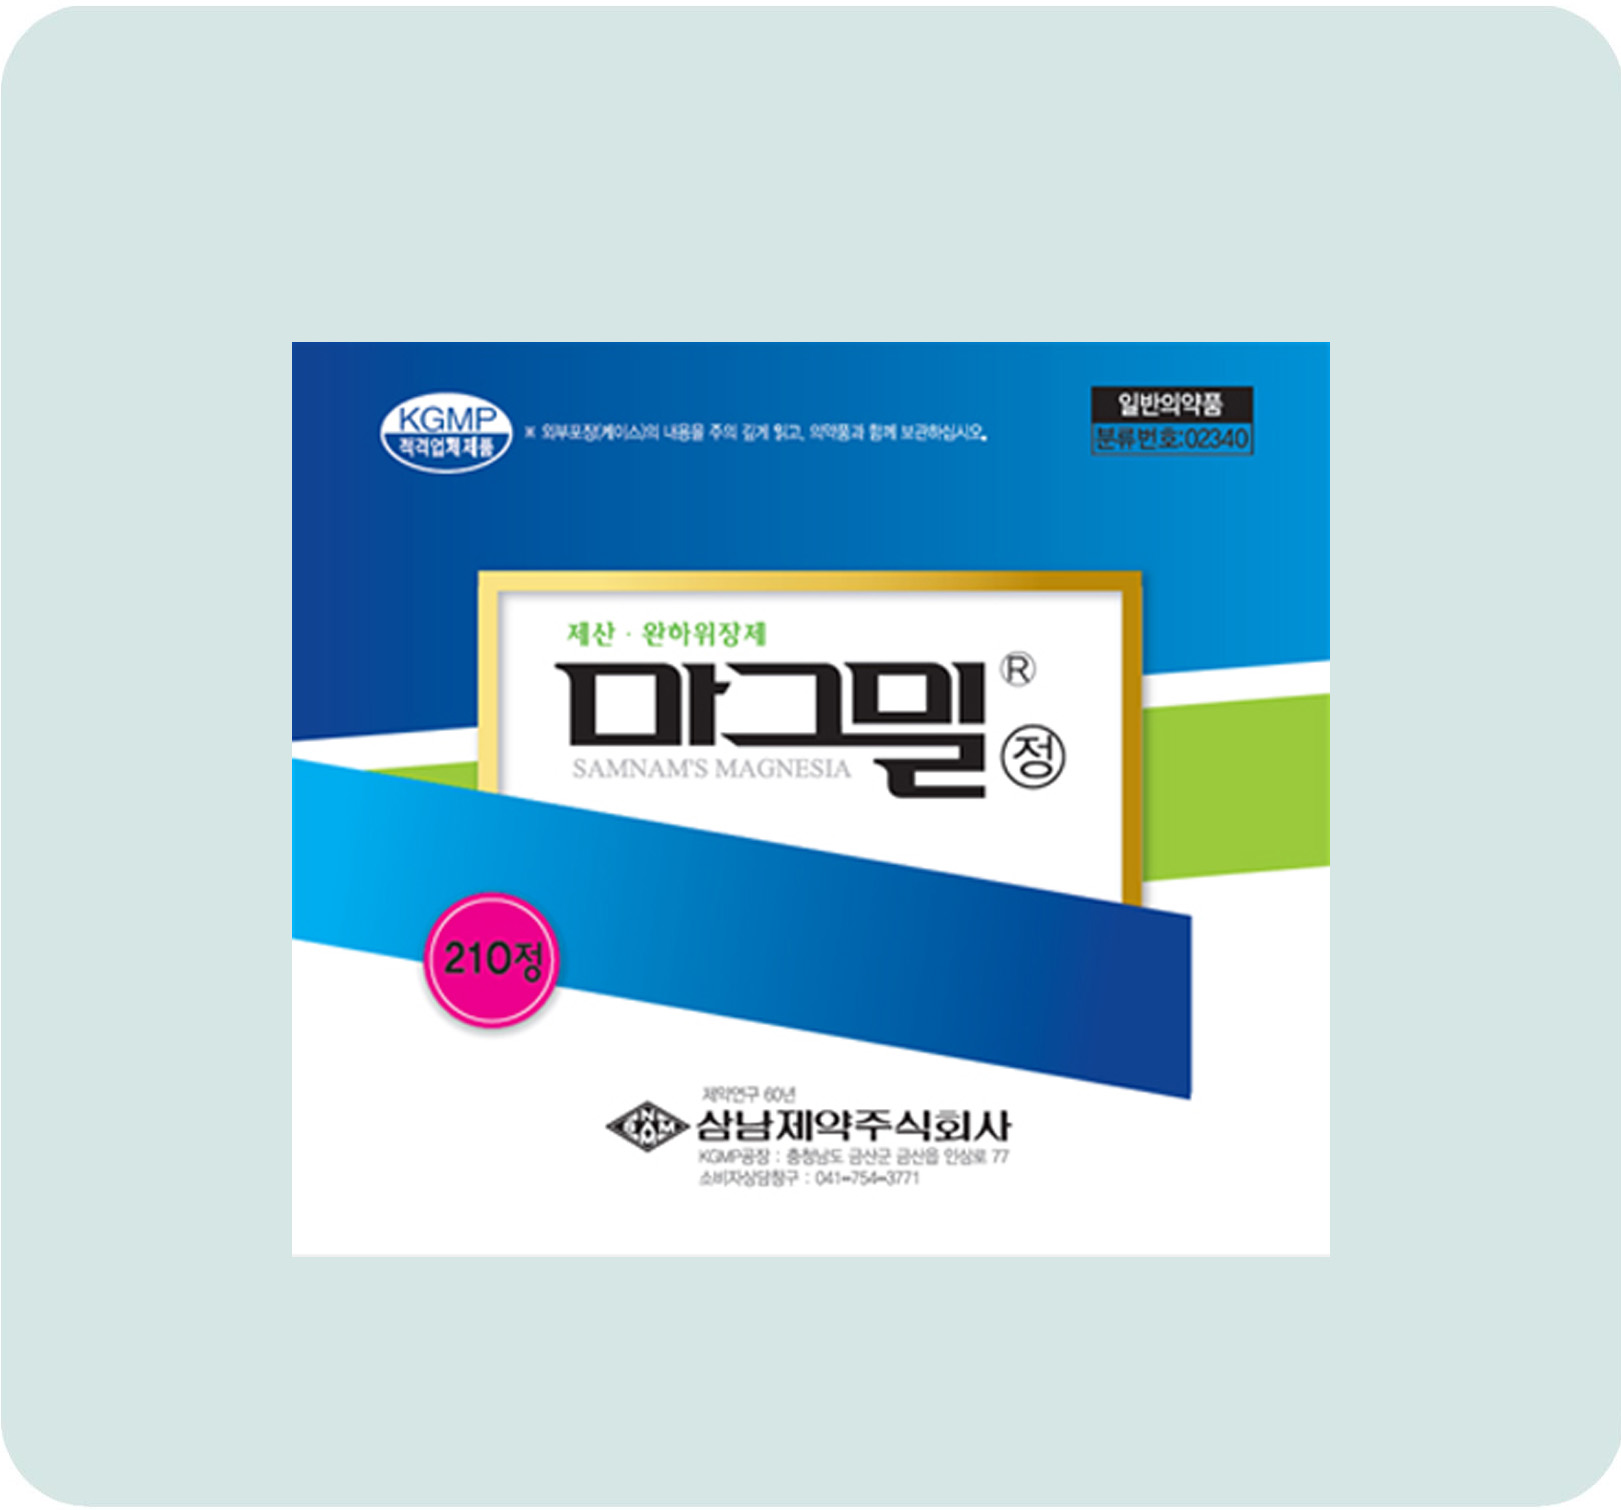 KGMP
적격업체제품
※ 외부포장(케이스)의 내용을 주의 깊게 읽고, 의약품과 함께 보관하십시오.
일반의약품
분류번호:02340
제산 · 완하위장제
마그밀® 정
SAMNAM'S MAGNESIA
210정
제약연구 60년
삼남제약주식회사
KGMP공장 : 충청남도 금산군 금산읍 인삼로 77
소비자상담창구 : 041-754-3771